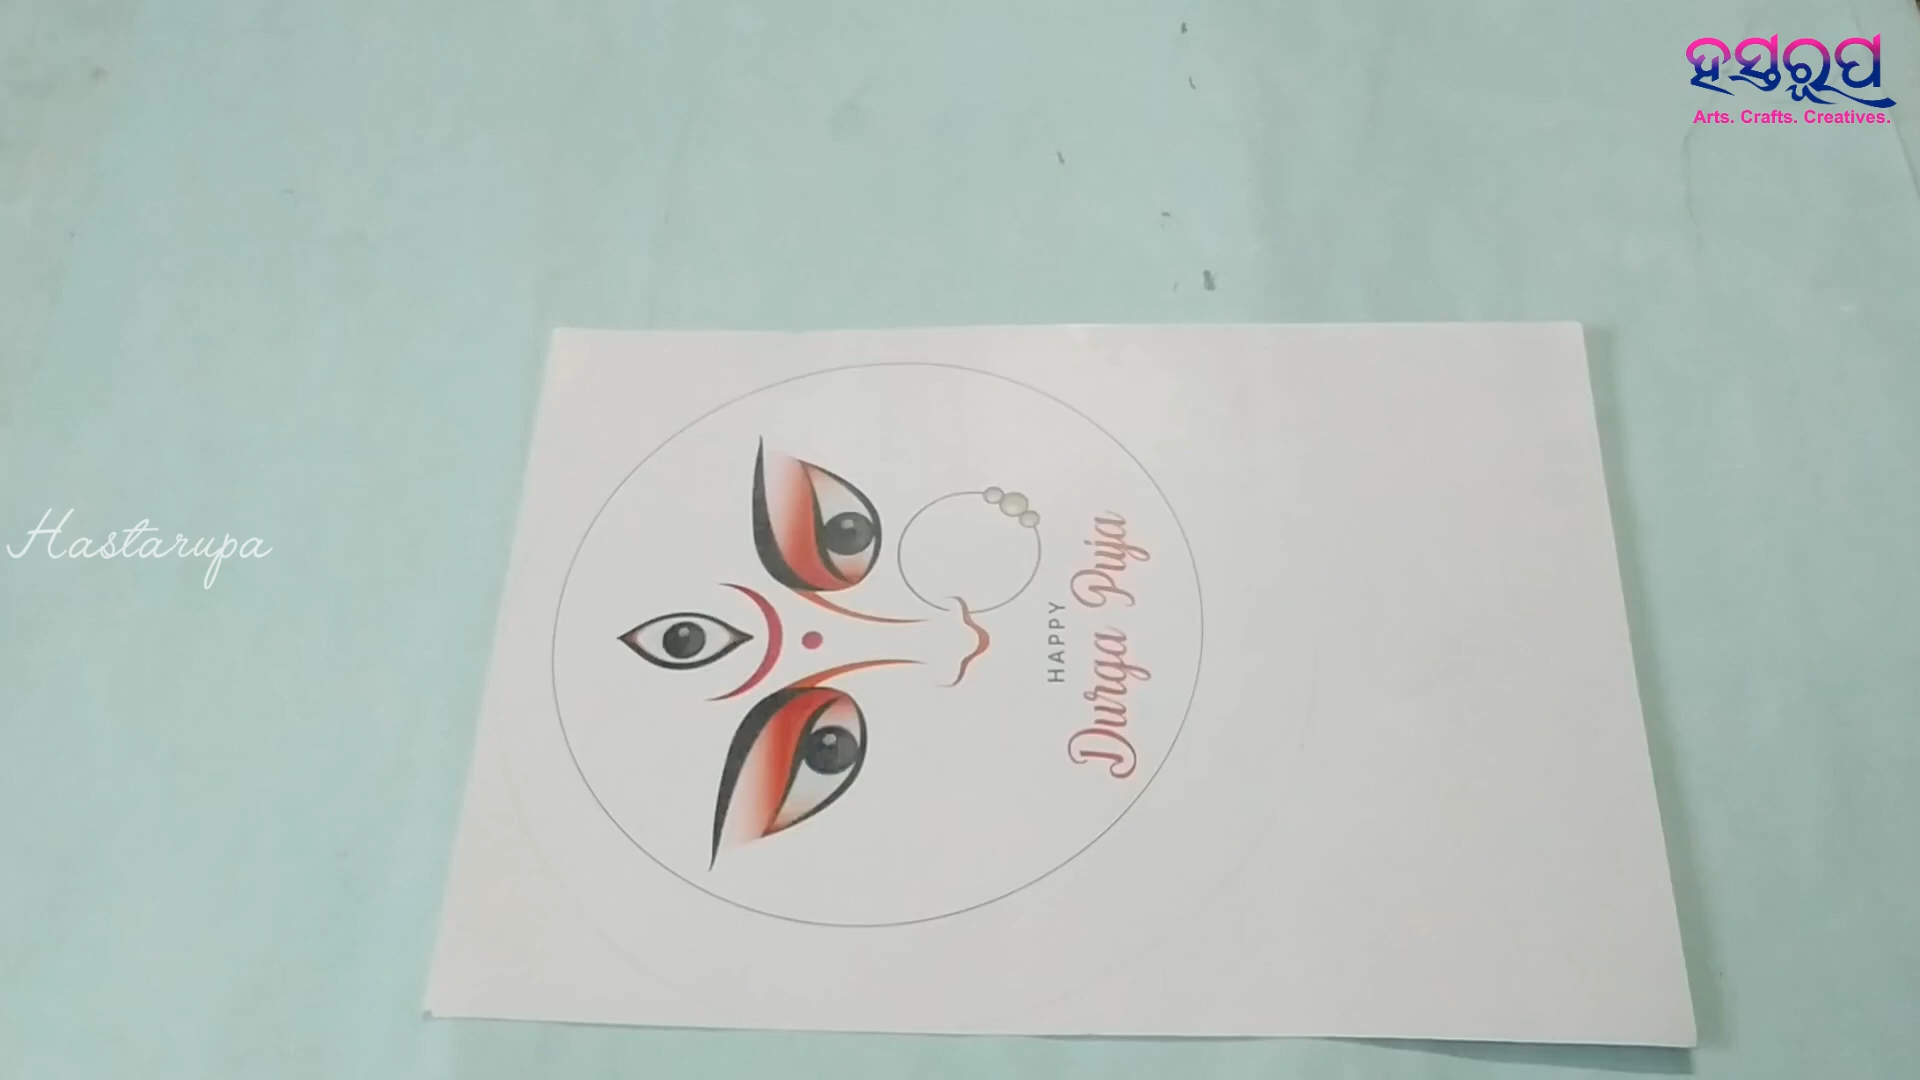 ହସ୍ତରୂପ
Arts. Crafts. Creatives.
Hastarupa
HAPPY
Durga Puja